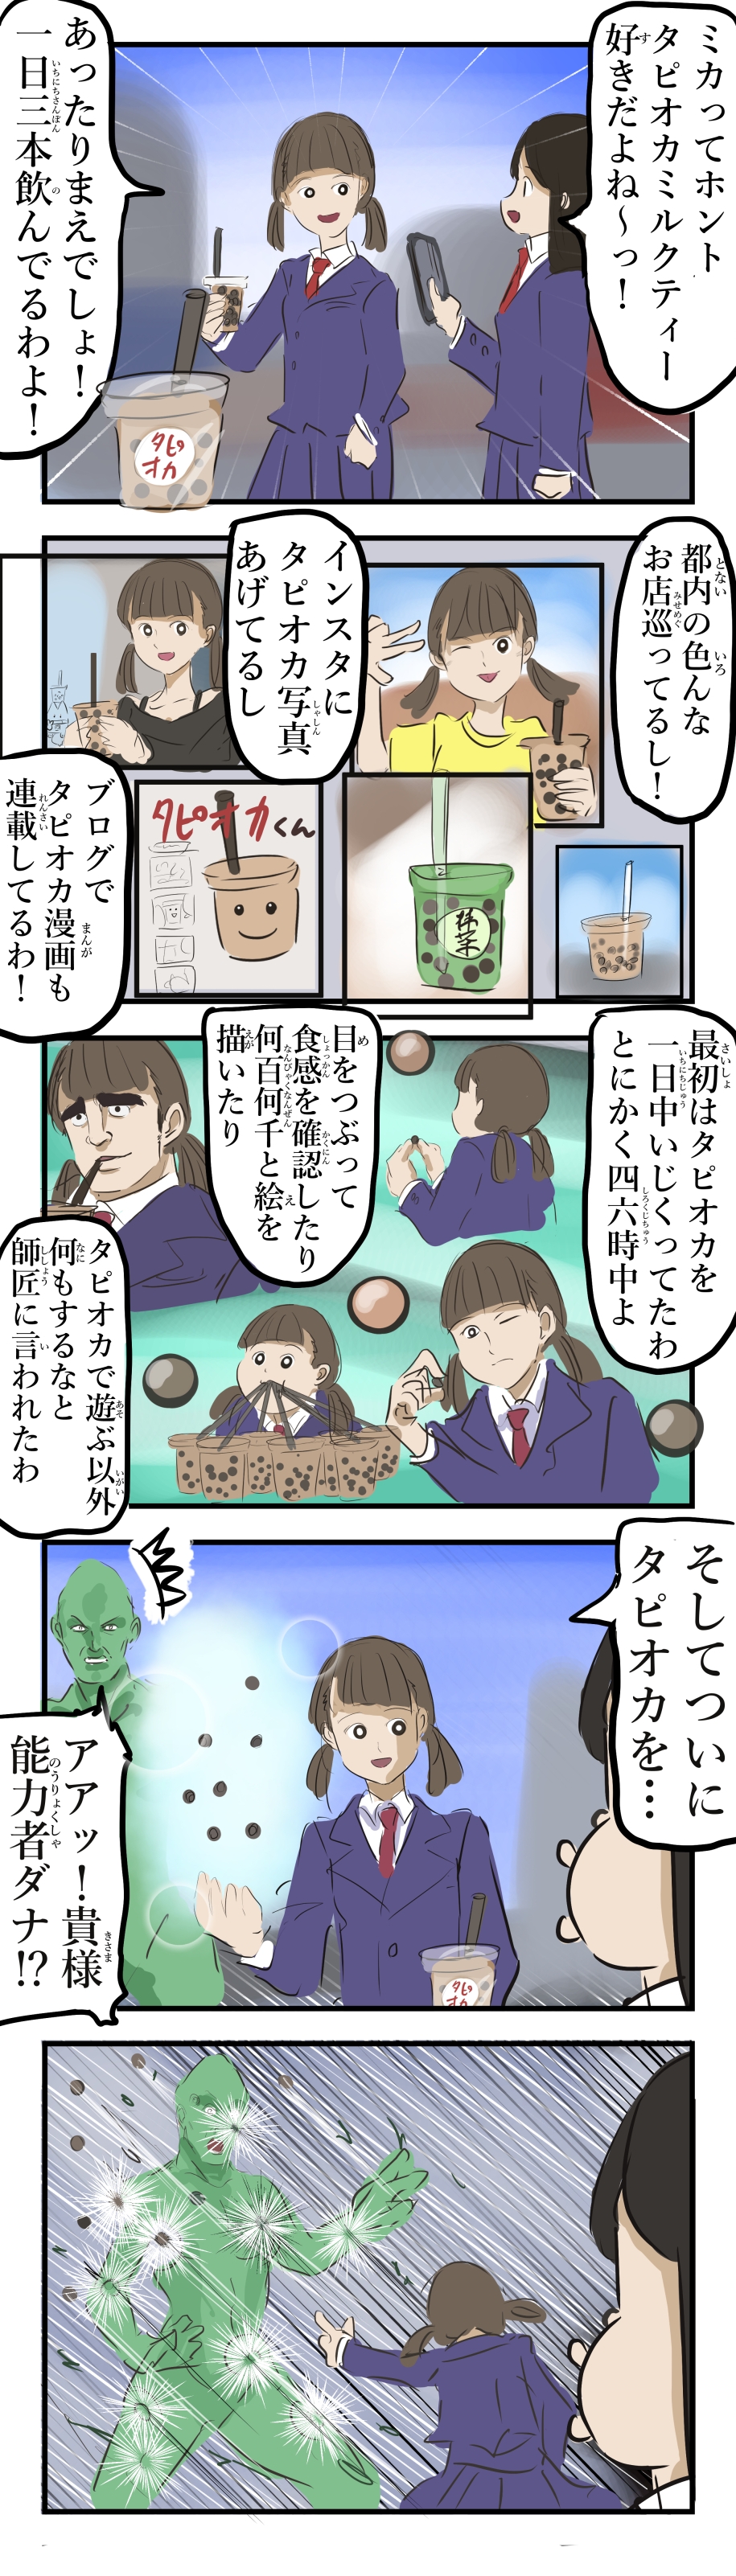 ミカってホント
タピオカミルクティー
好きだよね～っ！
あったりまえでしょ！
一日三本飲んでるわよ！
タピ
オカ
都内の色んな
お店巡ってるし！
インスタに
タピオカ写真
あげてるし
ブログで
タピオカ漫画も
連載してるわ！
タピオカくん
抹茶
最初はタピオカを
一日中いじくってたわ
とにかく四六時中よ
目をつぶって
食感を確認したり
何百何千と絵を
描いたり
タピオカで遊ぶ以外
何もするなと
師匠に言われたわ
そしてついに
タピオカを…
アアッ！貴様
能力者ダナ!?
タピ
オカ